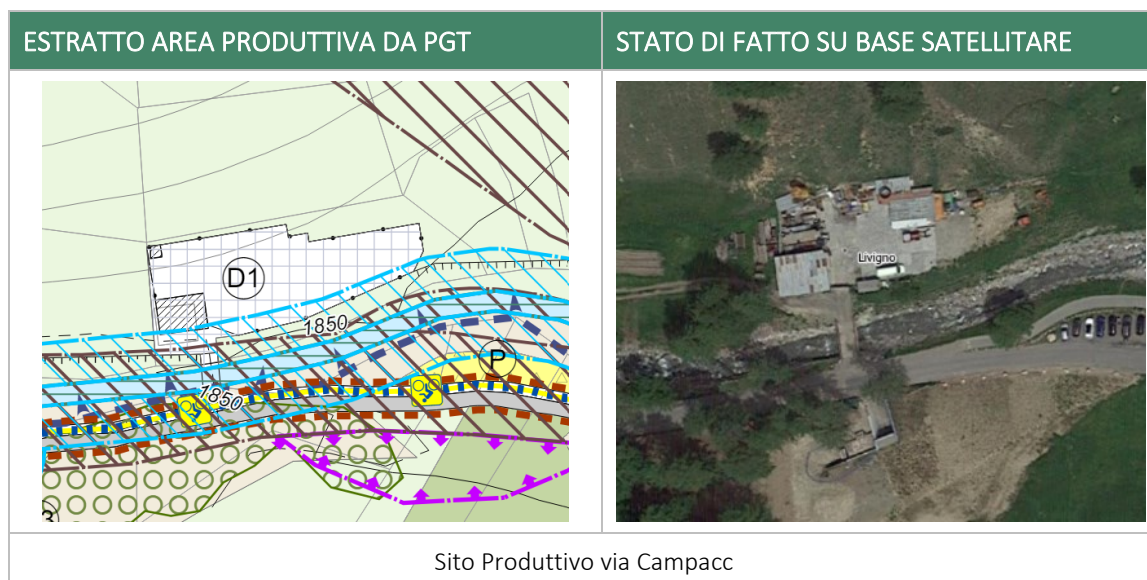 ESTRATTO AREA PRODUTTIVA DA PGT
STATO DI FATTO SU BASE SATELLITARE
D1
1850
P
1850
3
Livigno
Sito Produttivo via Campacc